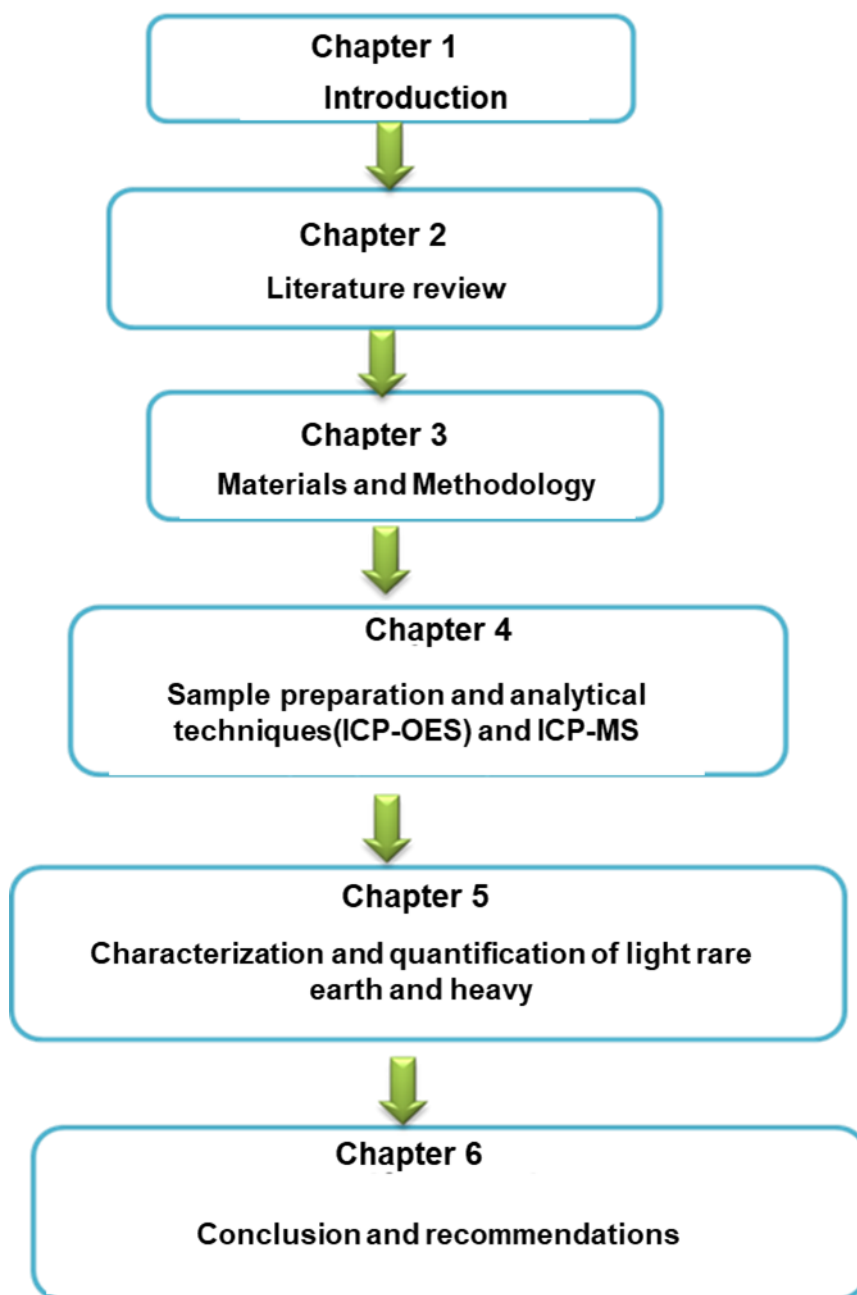 Chapter 1
Introduction
Chapter 2
Literature review
Chapter 3
Materials and Methodology
Chapter 4
Sample preparation and analytical
techniques(ICP-OES) and ICP-MS
Chapter 5
Characterization and quantification of light rare
earth and heavy
Chapter 6
Conclusion and recommendations